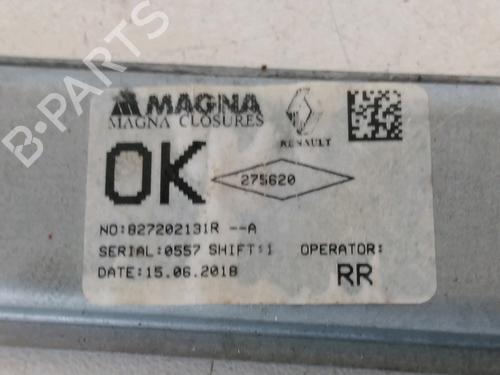 B-PARTS
MAGNA
MAGNA CLOSURES
RENAULT
OK
275620
NO:827202131R --A
SERIAL:0557 SHIFT:1 OPERATOR:
DATE:15.06.2018 RR